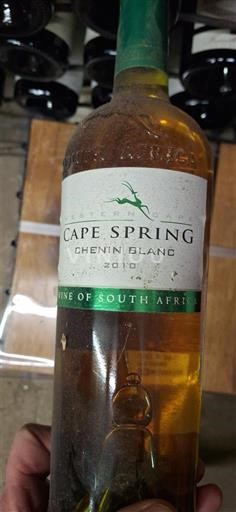 WESTERN CAPE
CAPE SPRING
CHENIN BLANC
2010
WINE OF SOUTH AFRICA